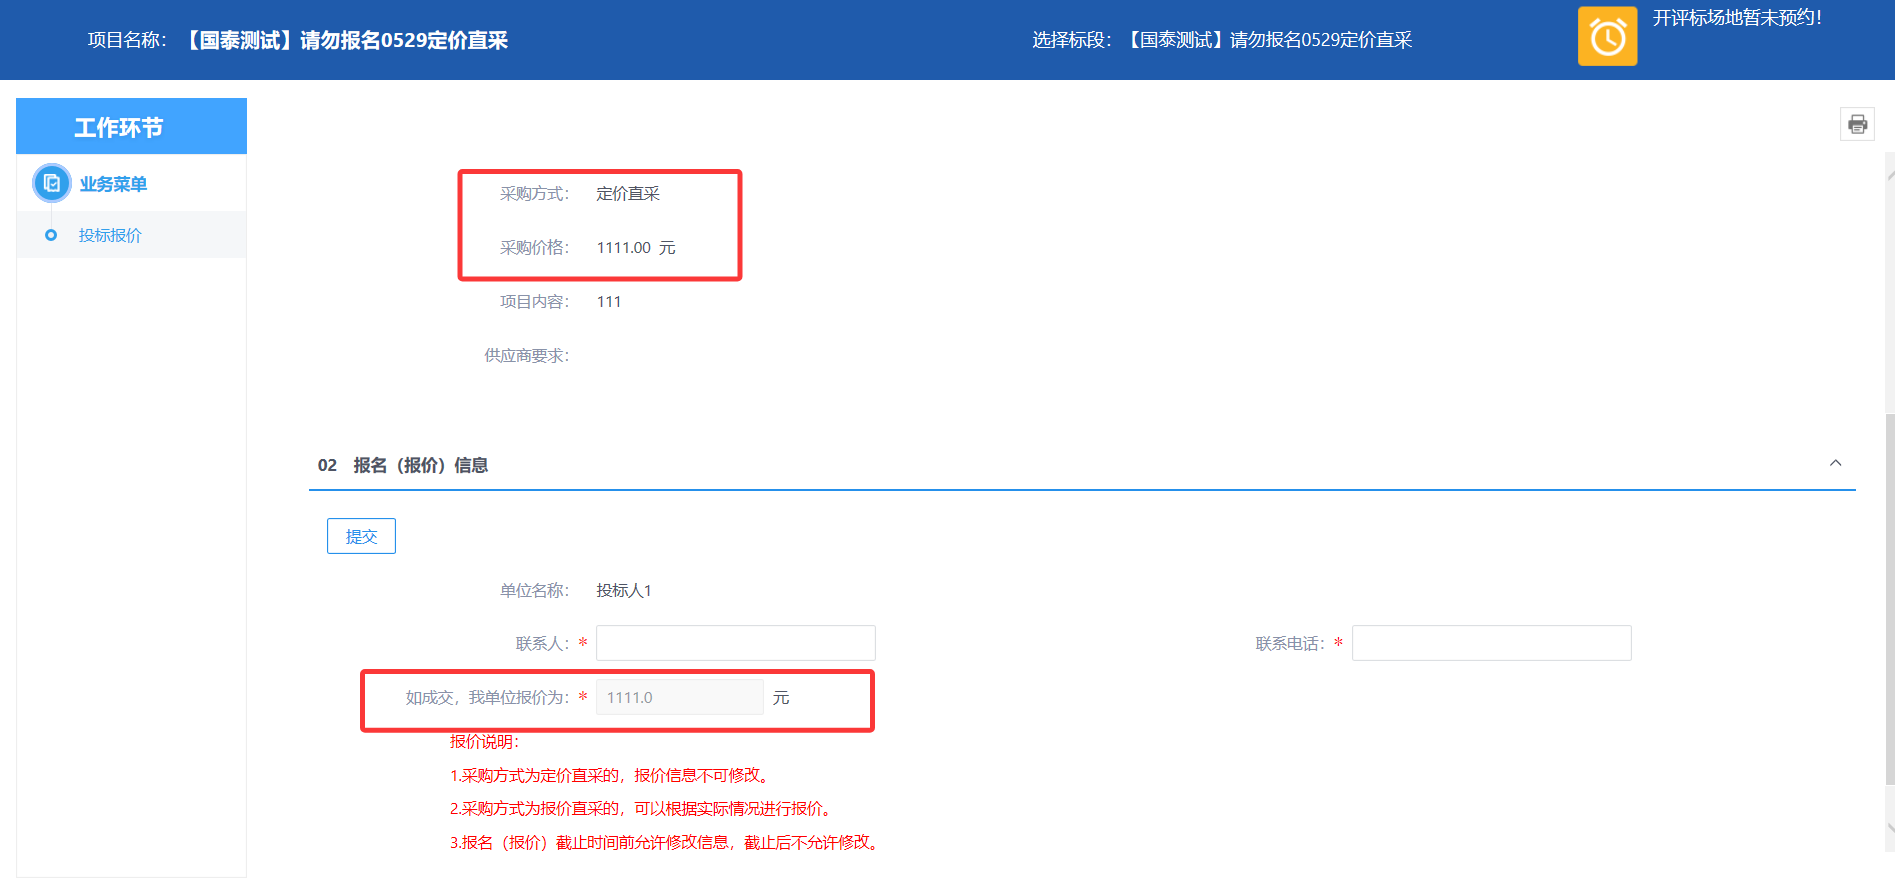 项目名称：【国泰测试】请勿报名0529定价直采
选择标段：【国泰测试】请勿报名0529定价直采
开评标场地暂未预约！
工作环节
业务菜单
投标报价
采购方式： 定价直采
采购价格： 1111.00 元
项目内容： 111
供应商要求：
02 报名（报价）信息
提交
单位名称： 投标人1
联系人：*
联系电话：*
如成交，我单位报价为：* 1111.0 元
报价说明：
1.采购方式为定价直采的，报价信息不可修改。
2.采购方式为报价直采的，可以根据实际情况进行报价。
3.报名（报价）截止时间前允许修改信息，截止后不允许修改。